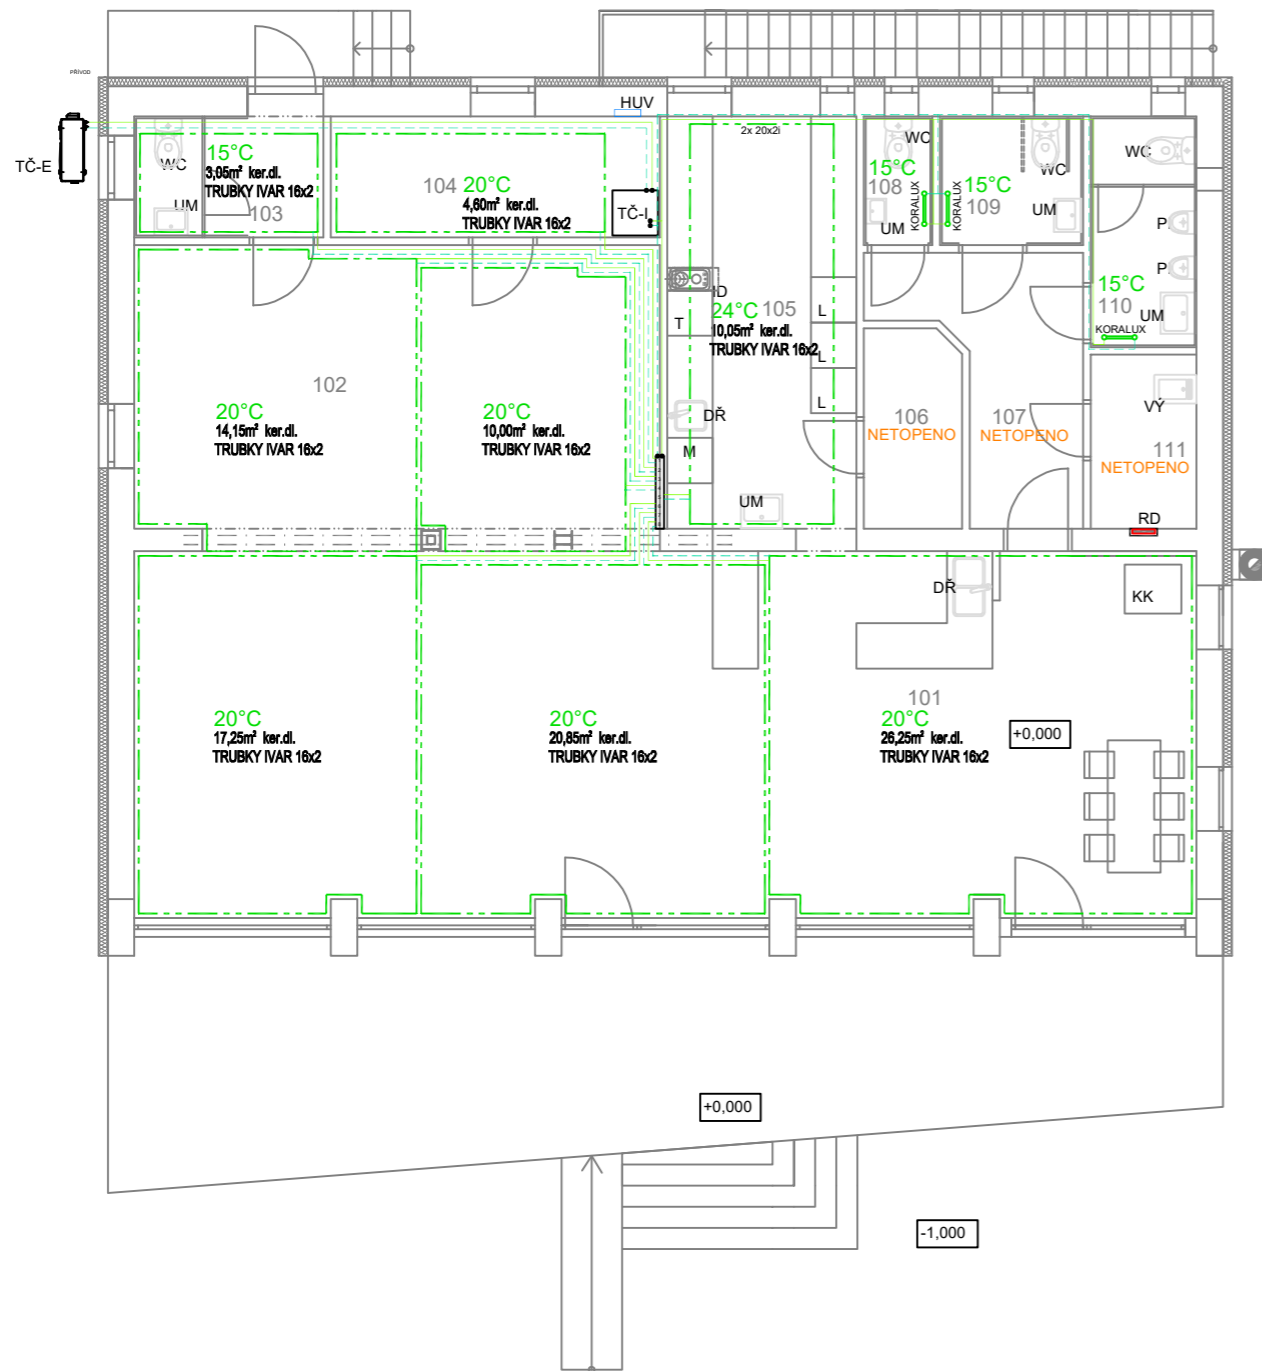 PŘÍVOD
HUV
TČ-E
WC
15°C
3,05m² ker.dl.
TRUBKY IVAR 16x2
UM
103
104
20°C
4,60m² ker.dl.
TRUBKY IVAR 16x2
TČ-I
2x 20x2i
WC
15°C
108
UM
KORALUX
KORALUX
15°C
109
WC
UM
WC
P.
P.
15°C
110
UM
KORALUX
ID
24°C
105
10,05m² ker.dl.
TRUBKY IVAR 16x2
T
L
L
L
DŘ
M
UM
102
20°C
14,15m² ker.dl.
TRUBKY IVAR 16x2
20°C
10,00m² ker.dl.
TRUBKY IVAR 16x2
106
NETOPENO
107
NETOPENO
VÝ
111
NETOPENO
RD
DŘ
KK
20°C
17,25m² ker.dl.
TRUBKY IVAR 16x2
20°C
20,85m² ker.dl.
TRUBKY IVAR 16x2
101
20°C
26,25m² ker.dl.
TRUBKY IVAR 16x2
+0,000
+0,000
-1,000